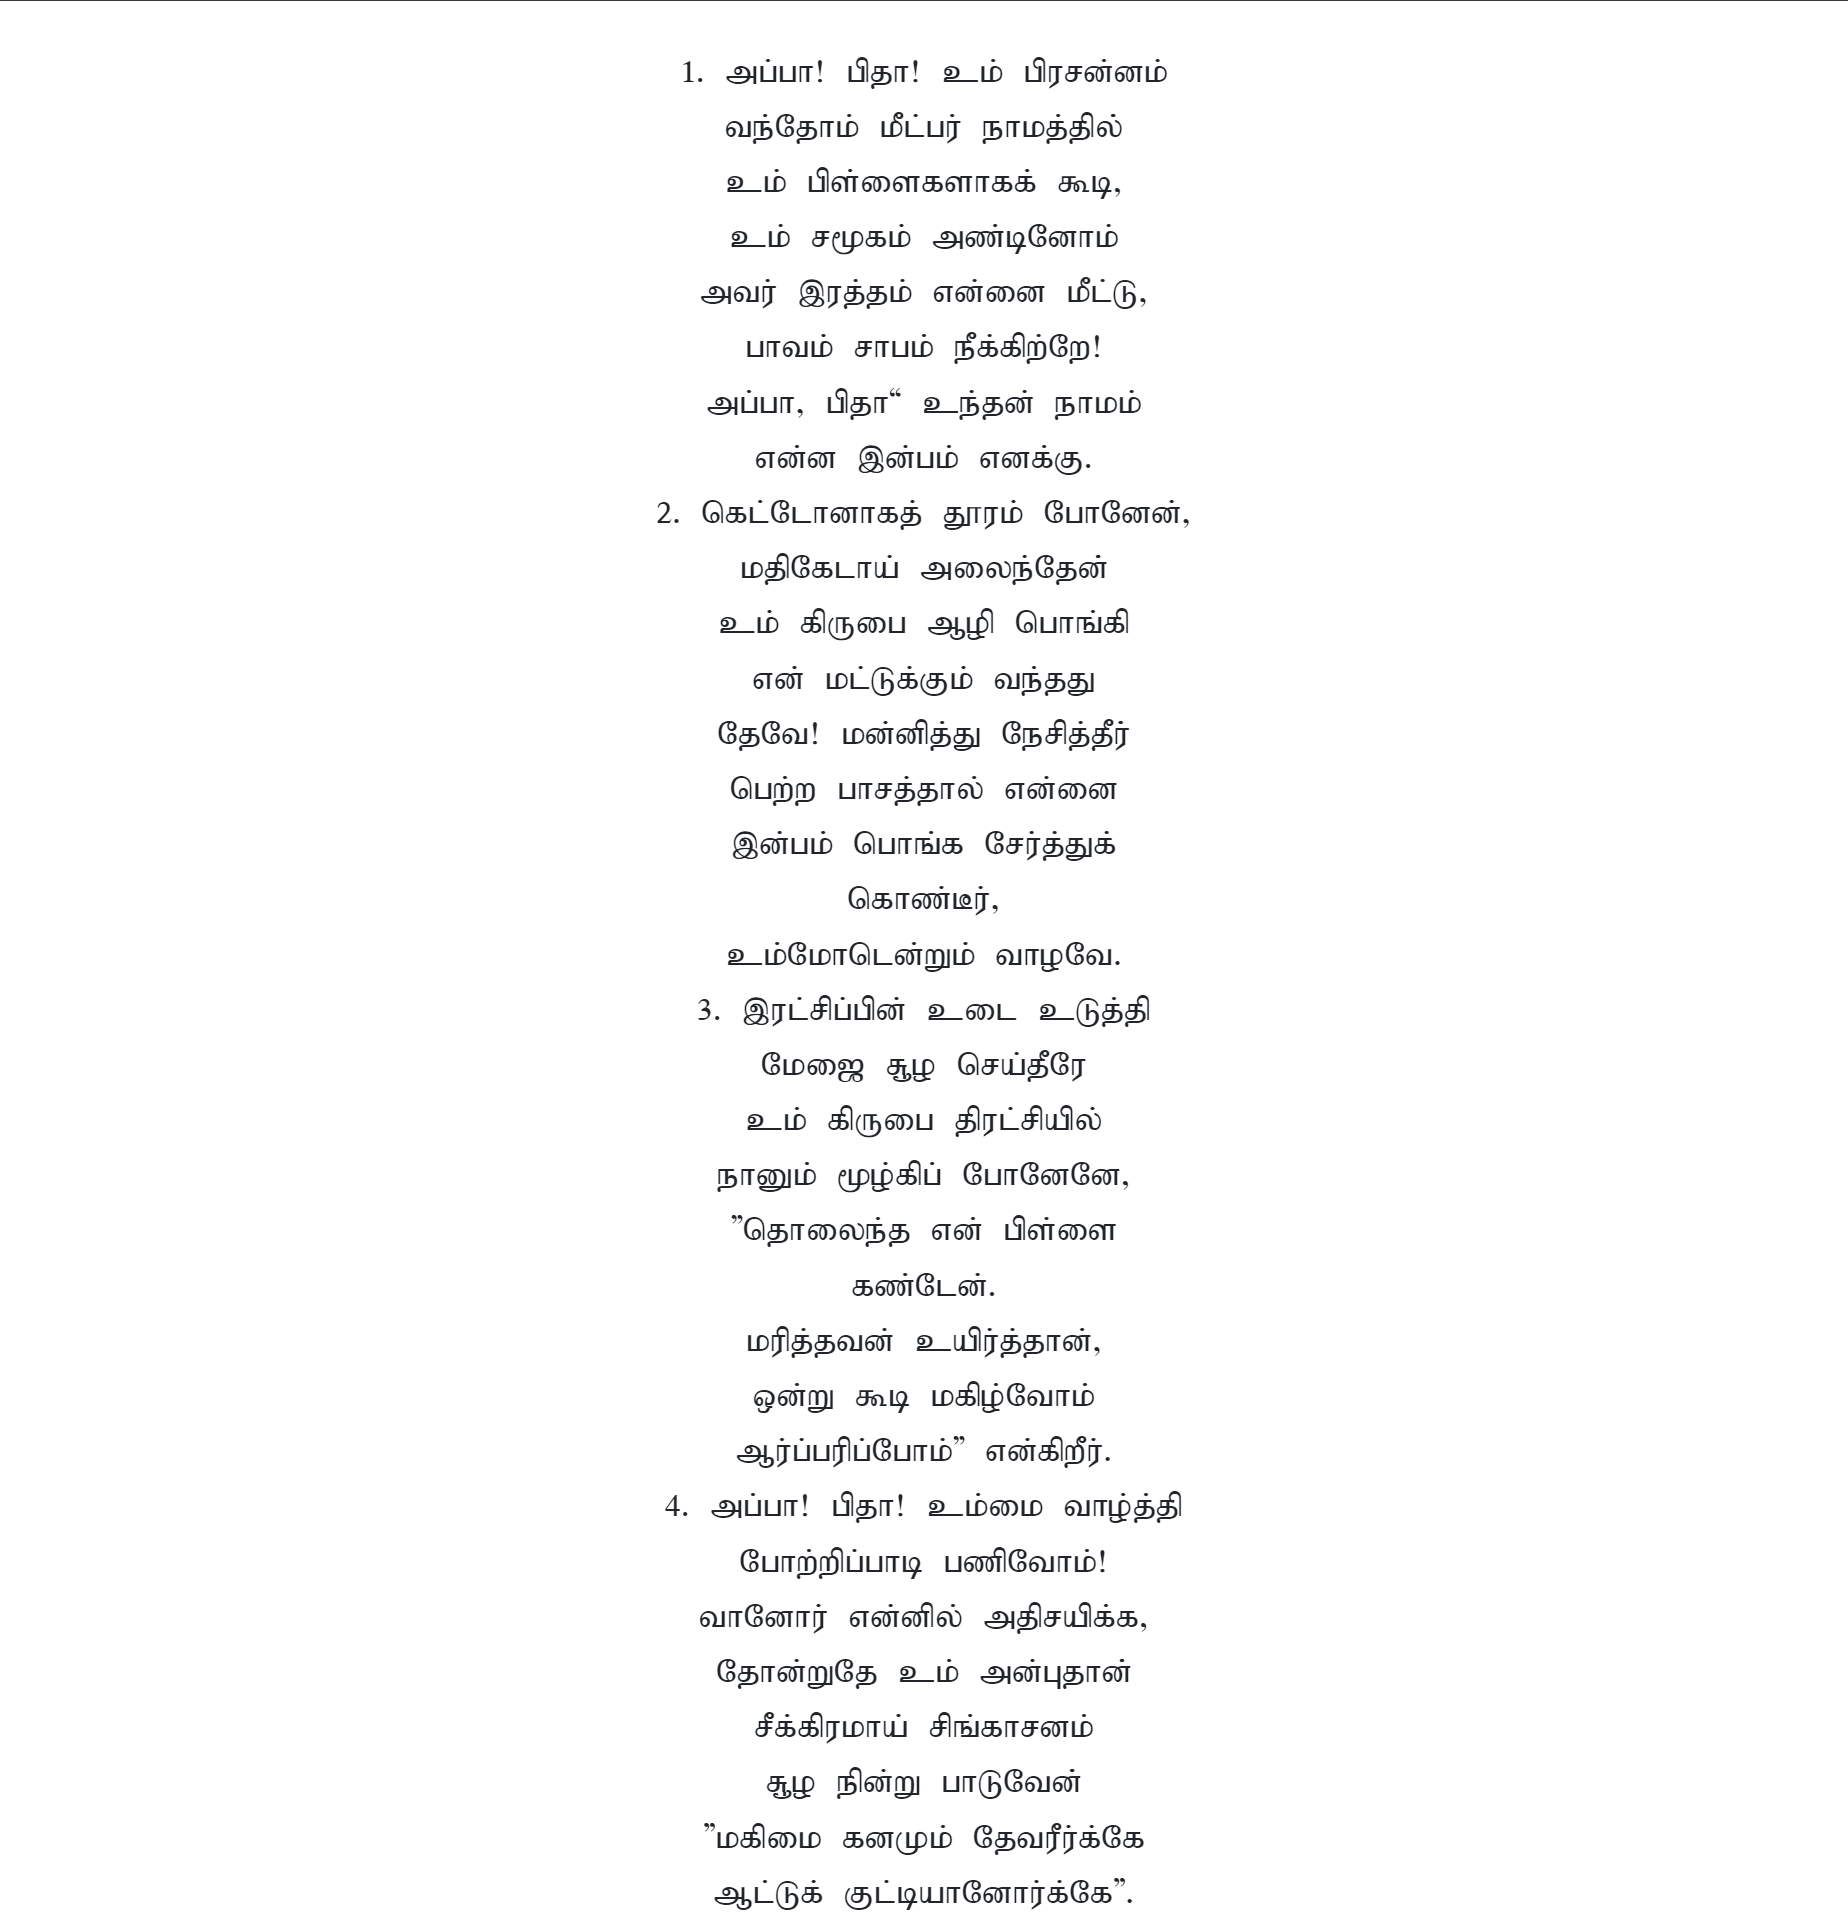 1. அப்பா! பிதா! உம் பிரசன்னம்
வந்தோம் மீட்பர் நாமத்தில்
உம் பிள்ளைகளாகக் கூடி,
உம் சமூகம் அண்டினோம்
அவர் இரத்தம் என்னை மீட்டு,
பாவம் சாபம் நீக்கிற்றே!
அப்பா, பிதா“ உந்தன் நாமம்
என்ன இன்பம் எனக்கு.
2. கெட்டோனாகத் தூரம் போனேன்,
மதிகேடாய் அலைந்தேன்
உம் கிருபை ஆழி பொங்கி
என் மட்டுக்கும் வந்தது
தேவே! மன்னித்து நேசித்தீர்
பெற்ற பாசத்தால் என்னை
இன்பம் பொங்க சேர்த்துக்
கொண்டீர்,
உம்மோடென்றும் வாழவே.
3. இரட்சிப்பின் உடை உடுத்தி
மேஜை சூழ செய்தீரே
உம் கிருபை திரட்சியில்
நானும் மூழ்கிப் போனேனே,
”தொலைந்த என் பிள்ளை
கண்டேன்.
மரித்தவன் உயிர்த்தான்,
ஒன்று கூடி மகிழ்வோம்
ஆர்ப்பரிப்போம்” என்கிறீர்.
4. அப்பா! பிதா! உம்மை வாழ்த்தி
போற்றிப்பாடி பணிவோம்!
வானோர் என்னில் அதிசயிக்க,
தோன்றுதே உம் அன்புதான்
சீக்கிரமாய் சிங்காசனம்
சூழ நின்று பாடுவேன்
”மகிமை கனமும் தேவரீர்க்கே
ஆட்டுக் குட்டியானோர்க்கே”.